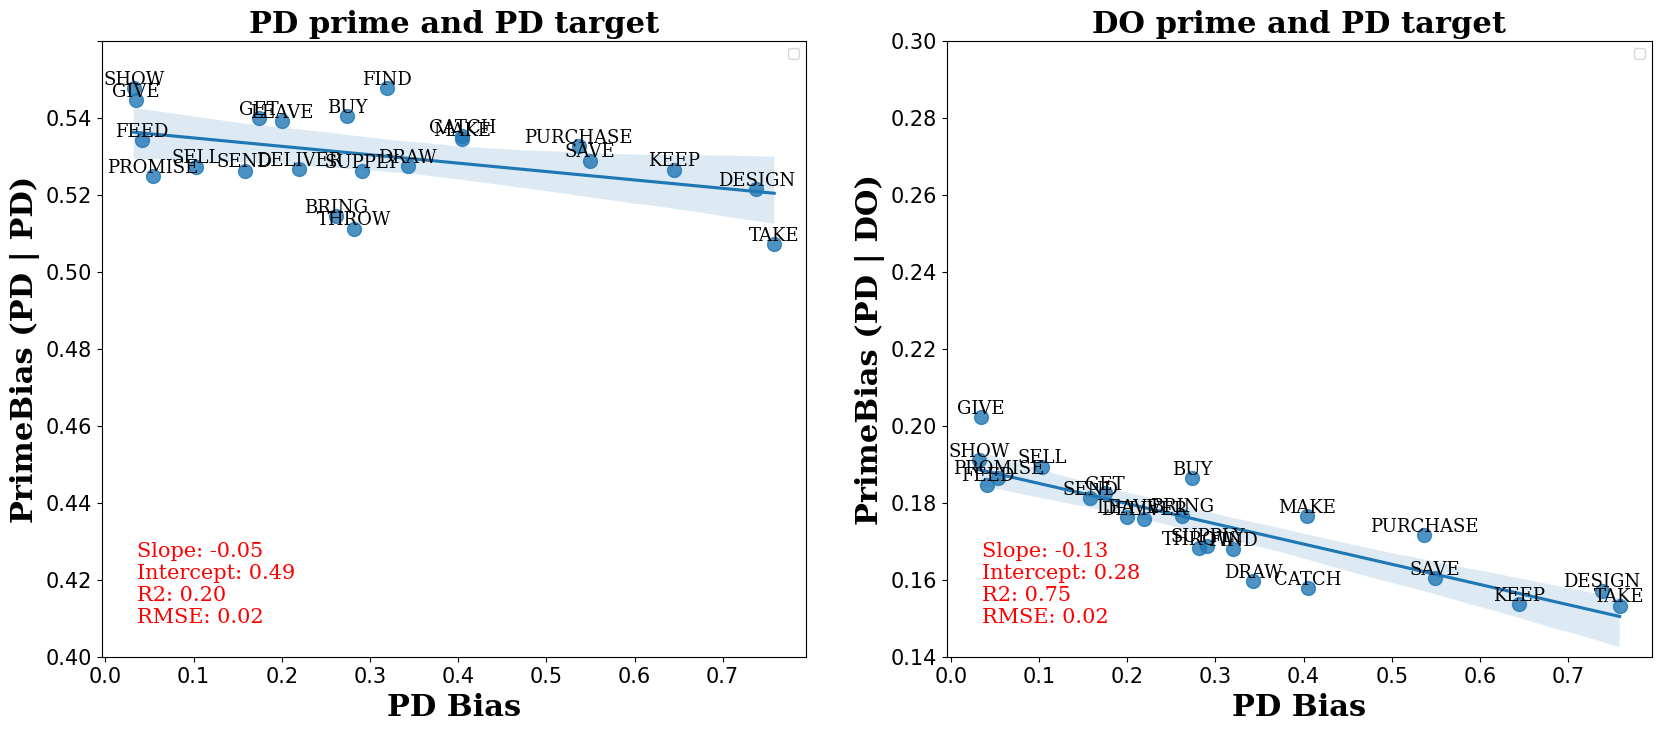 PD prime and PD target
PrimeBias (PD | PD)
0.54
0.52
0.50
0.48
0.46
0.44
0.42
0.40
SHOW
GIVE
FEED
PROMISE
SELL
SEND
GET
LEAVE
DELIVER
BUY
BRING
THROW
SUPPLY
FIND
DRAW
CATCH
MAKE
PURCHASE
SAVE
KEEP
DESIGN
TAKE
Slope: -0.05
Intercept: 0.49
R2: 0.20
RMSE: 0.02
0.0 0.1 0.2 0.3 0.4 0.5 0.6 0.7
PD Bias
DO prime and PD target
PrimeBias (PD | DO)
0.30
0.28
0.26
0.24
0.22
0.20
0.18
0.16
0.14
GIVE
SHOW
PROMISE
FEED
SELL
SEND
GET
LEAVE
DELIVER
BRING
BUY
THROW
SUPPLY
FIND
DRAW
CATCH
MAKE
PURCHASE
SAVE
KEEP
DESIGN
TAKE
Slope: -0.13
Intercept: 0.28
R2: 0.75
RMSE: 0.02
0.0 0.1 0.2 0.3 0.4 0.5 0.6 0.7
PD Bias